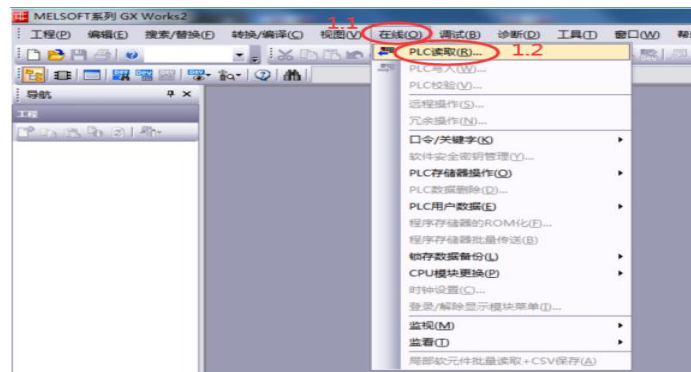 MELSOFT系列 GX Works2
1.1
工程(P) 编辑(E) 搜索/替换(F) 转换/编译(C) 视图(V) 在线(O) 调试(B) 诊断(D) 工具(T) 窗口(W)
PLC读取(R)... 1.2
PLC写入(W)...
PLC校验(V)...
导航
远程操作(S)...
工程
冗余操作(N)...
口令/关键字(K)
软件安全密钥管理(Y)...
PLC存储器操作(O)
PLC数据删除(D)...
PLC用户数据(E)
程序存储器的ROM化(F)...
程序存储器批量传送(B)
锁存数据备份(L)
CPU模块更换(P)
时钟设置(C)...
登录/解除显示模块菜单(I)...
监视(M)
监看(T)
局部软元件批量读取+CSV保存(A)